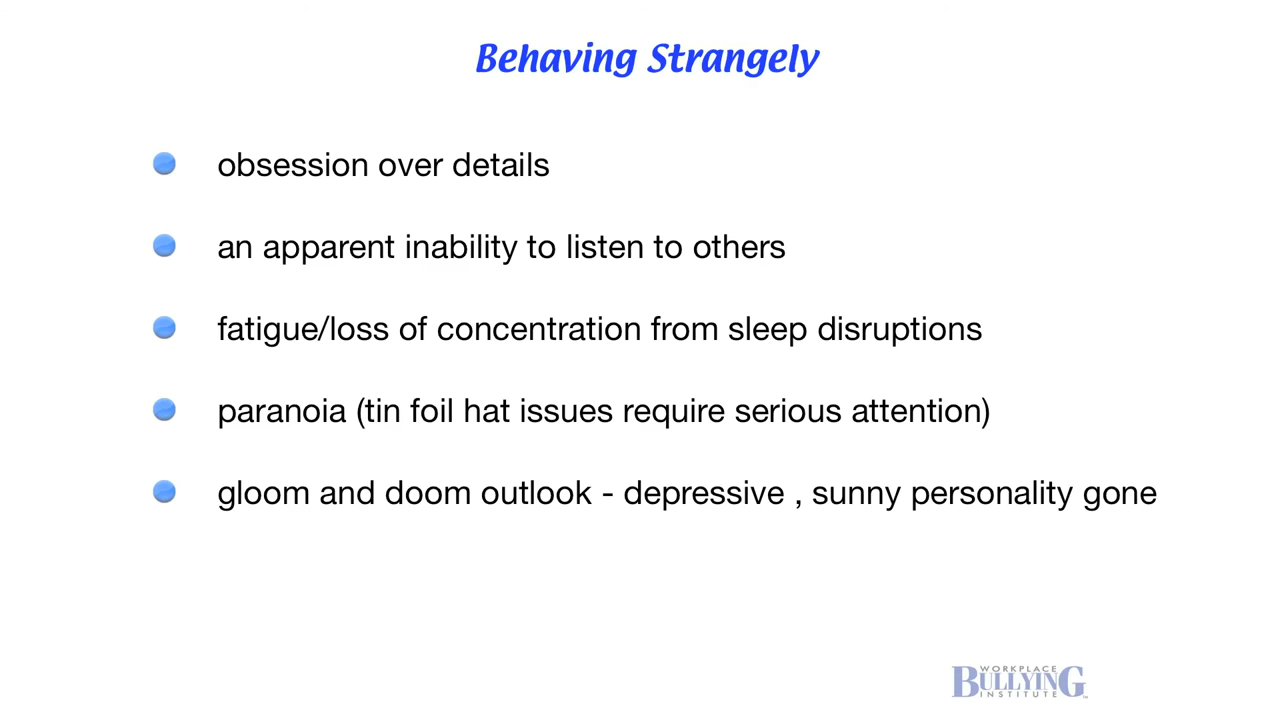 Behaving Strangely
obsession over details
an apparent inability to listen to others
fatigue/loss of concentration from sleep disruptions
paranoia (tin foil hat issues require serious attention)
gloom and doom outlook - depressive , sunny personality gone
WORKPLACE
BULLYING
INSTITUTE™